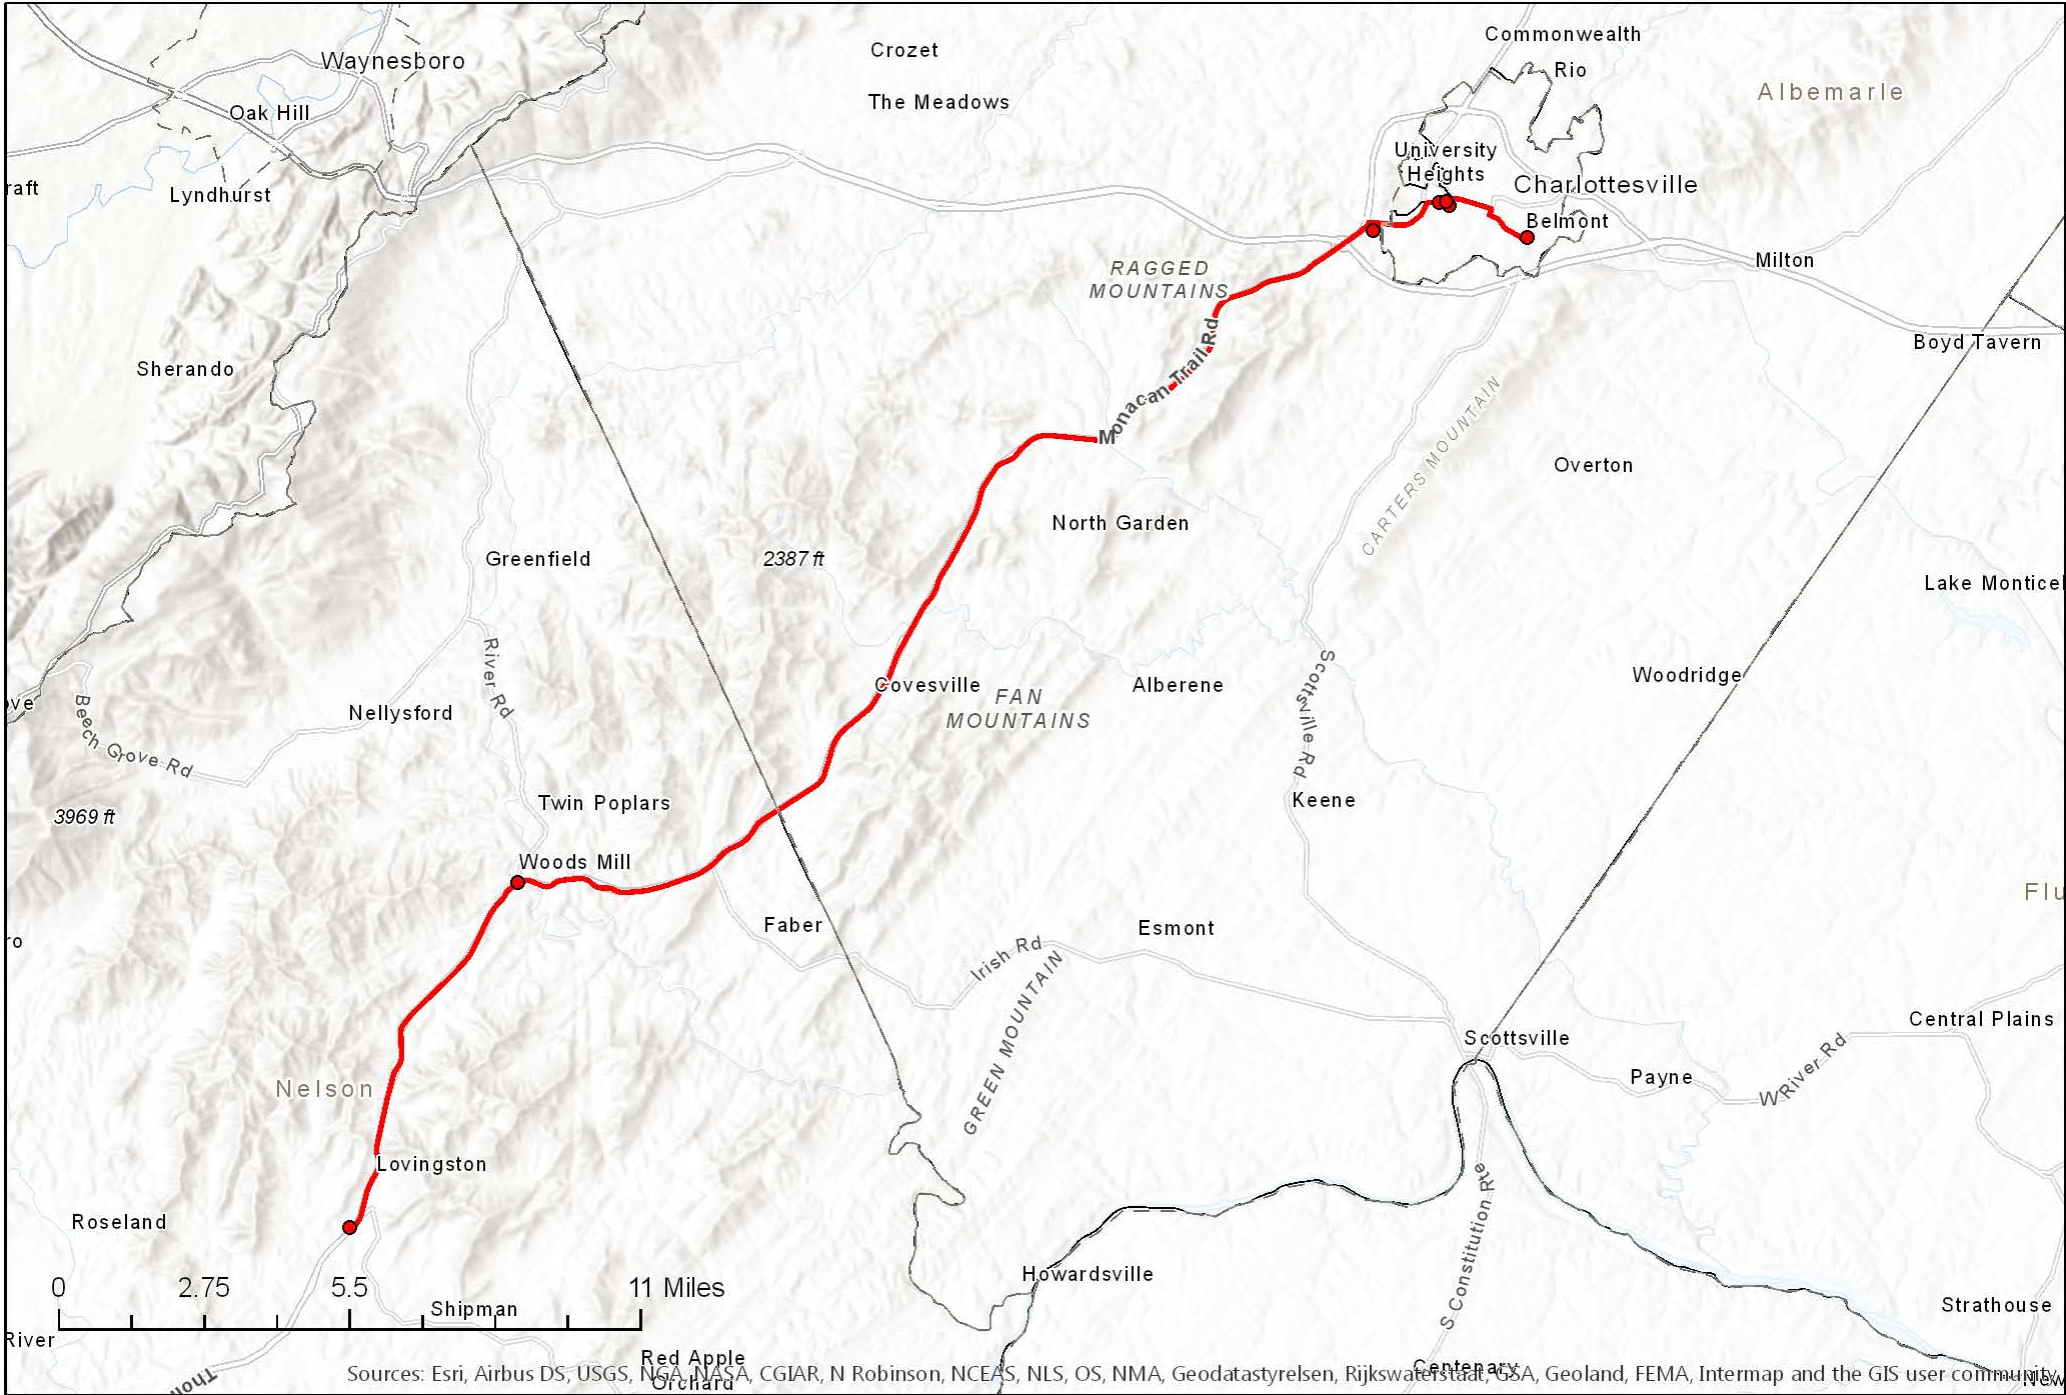 Commonwealth
Crozet
Waynesboro
Rio
Albemarle
The Meadows
Oak Hill
University
Heights
Charlottesville
raft
Lyndhurst
Belmont
Milton
RAGGED
MOUNTAINS
Boyd Tavern
Sherando
Monacan Trail Rd
CARTERS MOUNTAIN
Overton
North Garden
Greenfield
2387 ft
Lake Monticel
River Rd
Scottsville Rd
Woodridge
Covesville
Alberene
FAN
MOUNTAINS
ove
Nellysford
Beech Grove Rd
Twin Poplars
Keene
3969 ft
Woods Mill
Flu
Faber
Esmont
ro
Irish Rd
GREEN MOUNTAIN
Central Plains
Scottsville
W River Rd
Payne
Nelson
Lovingston
Roseland
S Constitution Rte
Howardsville
0 2.75 5.5 11 Miles
Shipman
Strathouse
River
Red Apple
Orchard
Centenary
Thon
New
Sources: Esri, Airbus DS, USGS, NGA, NASA, CGIAR, N Robinson, NCEAS, NLS, OS, NMA, Geodatastyrelsen, Rijkswaterstaat, GSA, Geoland, FEMA, Intermap and the GIS user community